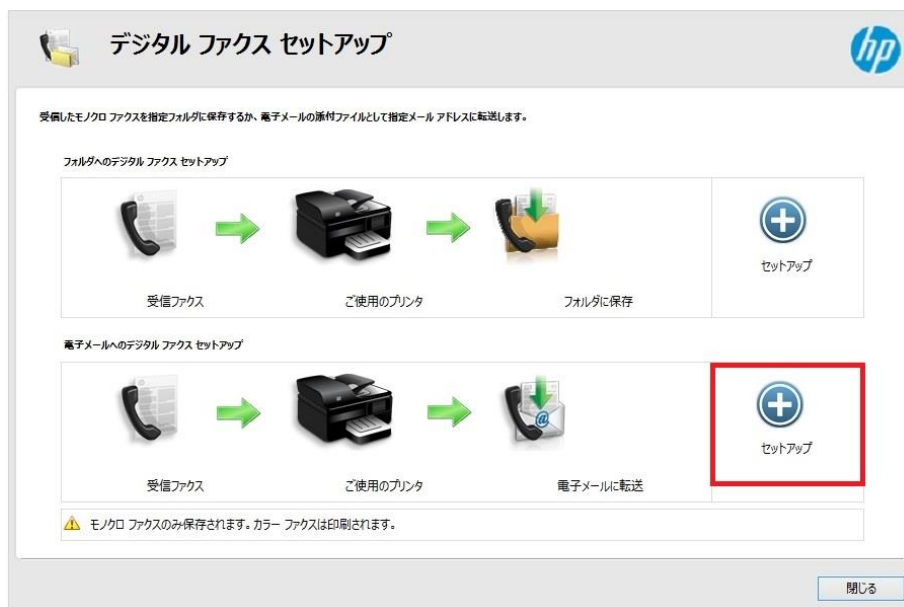 デジタル ファクス セットアップ
hp
受信したモノクロ ファクスを指定フォルダに保存するか、電子メールの添付ファイルとして指定メール アドレスに転送します。
フォルダへのデジタル ファクス セットアップ
セットアップ
受信ファクス ご使用のプリンタ フォルダに保存
電子メールへのデジタル ファクス セットアップ
@
セットアップ
受信ファクス ご使用のプリンタ 電子メールに転送
モノクロ ファクスのみ保存されます。カラー ファクスは印刷されます。
閉じる